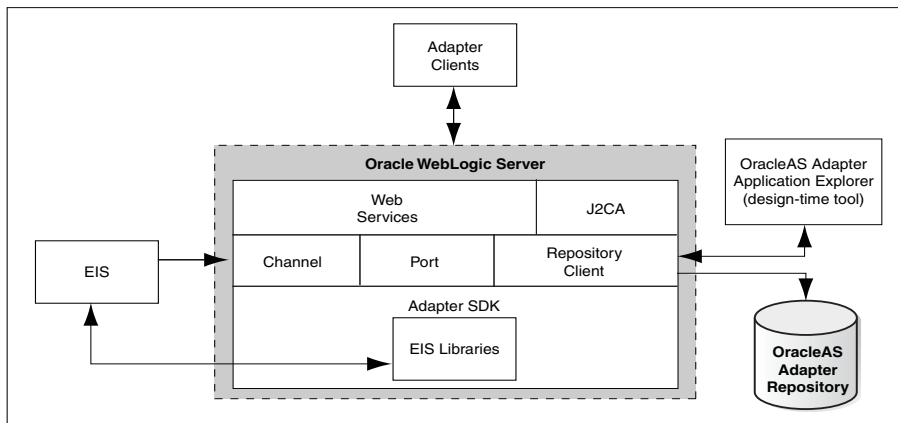 Adapter
Clients
Oracle WebLogic Server
OracleAS Adapter
Application Explorer
(design-time tool)
Web
Services
J2CA
EIS
Channel
Port
Repository
Client
Adapter SDK
EIS Libraries
OracleAS
Adapter
Repository